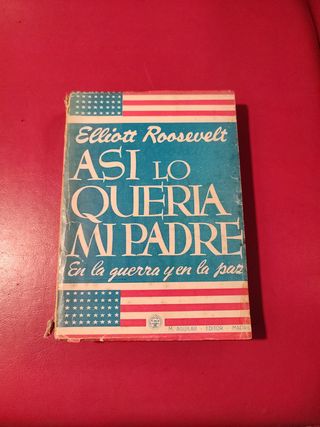 Elliott Roosevelt
ASI LO
QUERIA
MI PADRE
En la guerra y en la paz
M. AGUILAR - EDITOR - MADRID